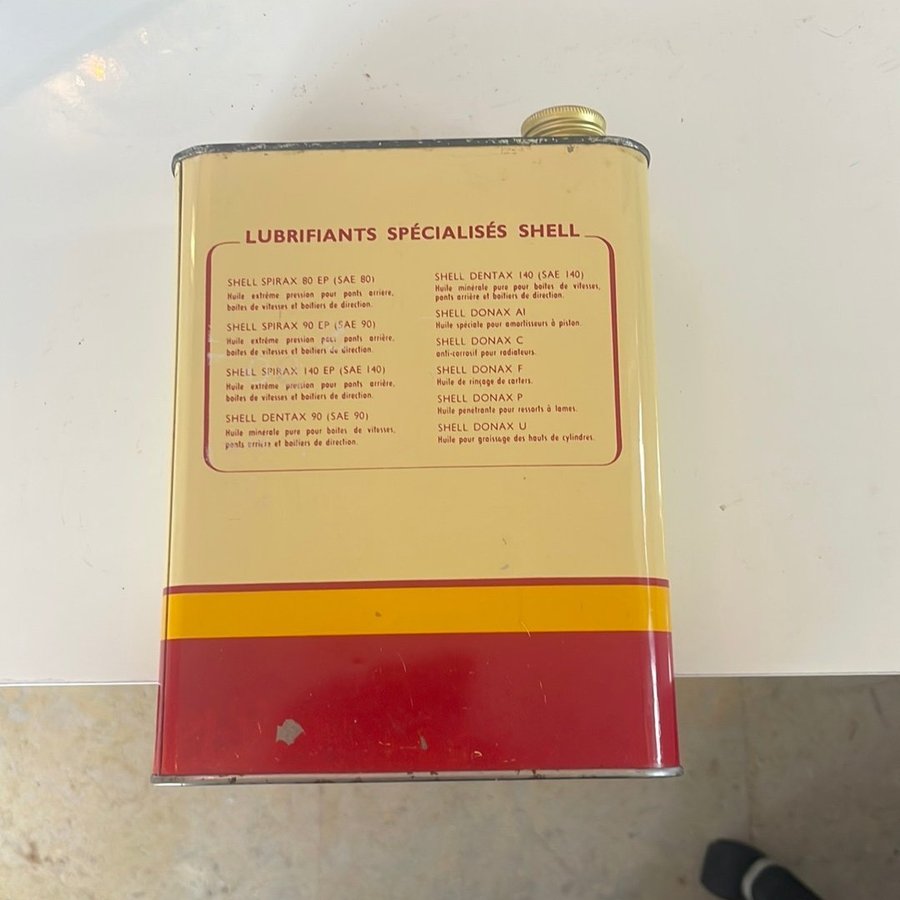 LUBRIFIANTS SPÉCIALISÉS SHELL
SHELL SPIRAX 80 EP (SAE 80)
Huile extrême pression pour ponts arrière,
boîtes de vitesses et boîtiers de direction.
SHELL SPIRAX 90 EP (SAE 90)
Huile extrême pression pour ponts arrière,
boîtes de vitesses et boîtiers de direction.
SHELL SPIRAX 140 EP (SAE 140)
Huile extrême pression pour ponts arrière,
boîtes de vitesses et boîtiers de direction.
SHELL DENTAX 90 (SAE 90)
Huile minérale pure pour boîtes de vitesses,
ponts arrière et boîtiers de direction.
SHELL DENTAX 140 (SAE 140)
Huile minérale pure pour boîtes de vitesses,
ponts arrière et boîtiers de direction.
SHELL DONAX A1
Huile spéciale pour amortisseurs à piston.
SHELL DONAX C
anti-corrosif pour radiateurs.
SHELL DONAX F
Huile de rinçage de carters.
SHELL DONAX P
Huile pénétrante pour ressorts à lames.
SHELL DONAX U
Huile pour graissage des hauts de cylindres.